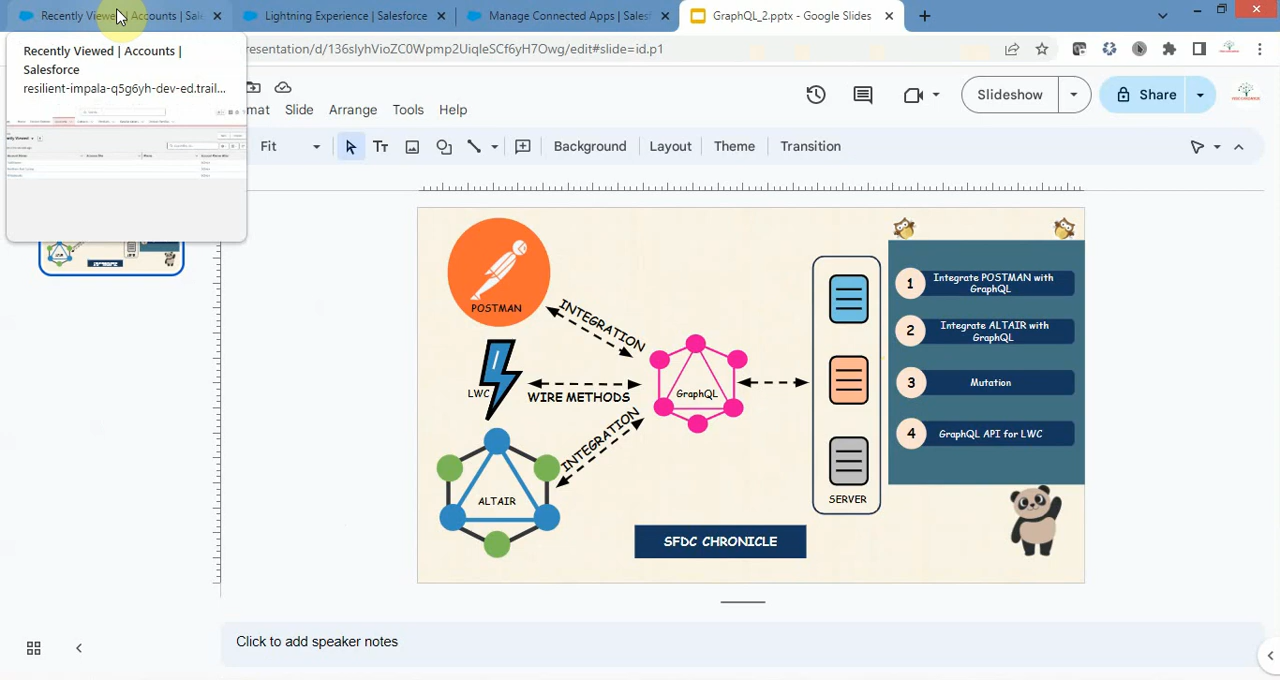 Recently Viewed | Accounts | Sal
Lightning Experience | Salesforce
Manage Connected Apps | Salesf
GraphQL_2.pptx - Google Slides
Recently Viewed | Accounts |
Salesforce
resilient-impala-q5g6yh-dev-ed.trail...
resentation/d/136slyhVioZC0Wpmp2UiqleSCf6yH7Owg/edit#slide=id.p1
mat
Slide
Arrange
Tools
Help
Slideshow
Share
Fit
Background
Layout
Theme
Transition
POSTMAN
INTEGRATION
LWC
WIRE METHODS
GraphQL
INTEGRATION
ALTAIR
SERVER
SFDC CHRONICLE
1
Integrate POSTMAN with
GraphQL
2
Integrate ALTAIR with
GraphQL
3
Mutation
4
GraphQL API for LWC
Click to add speaker notes